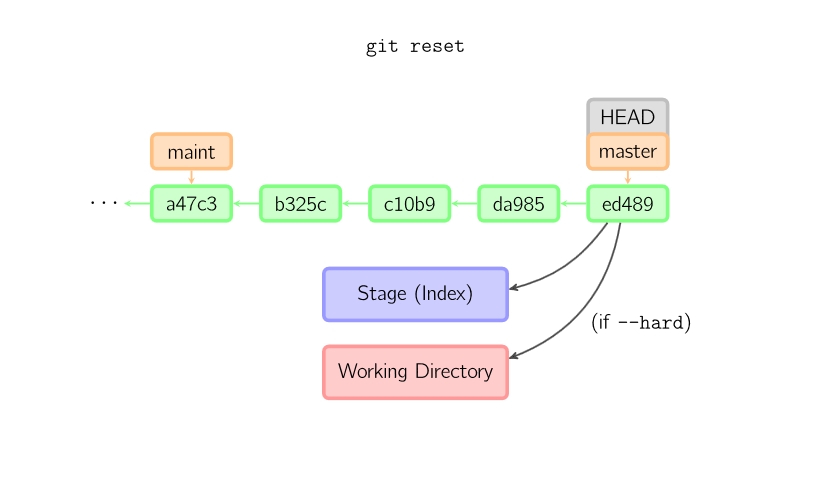 git reset
HEAD
maint
master
··· a47c3 b325c c10b9 da985 ed489
Stage (Index)
(if --hard)
Working Directory